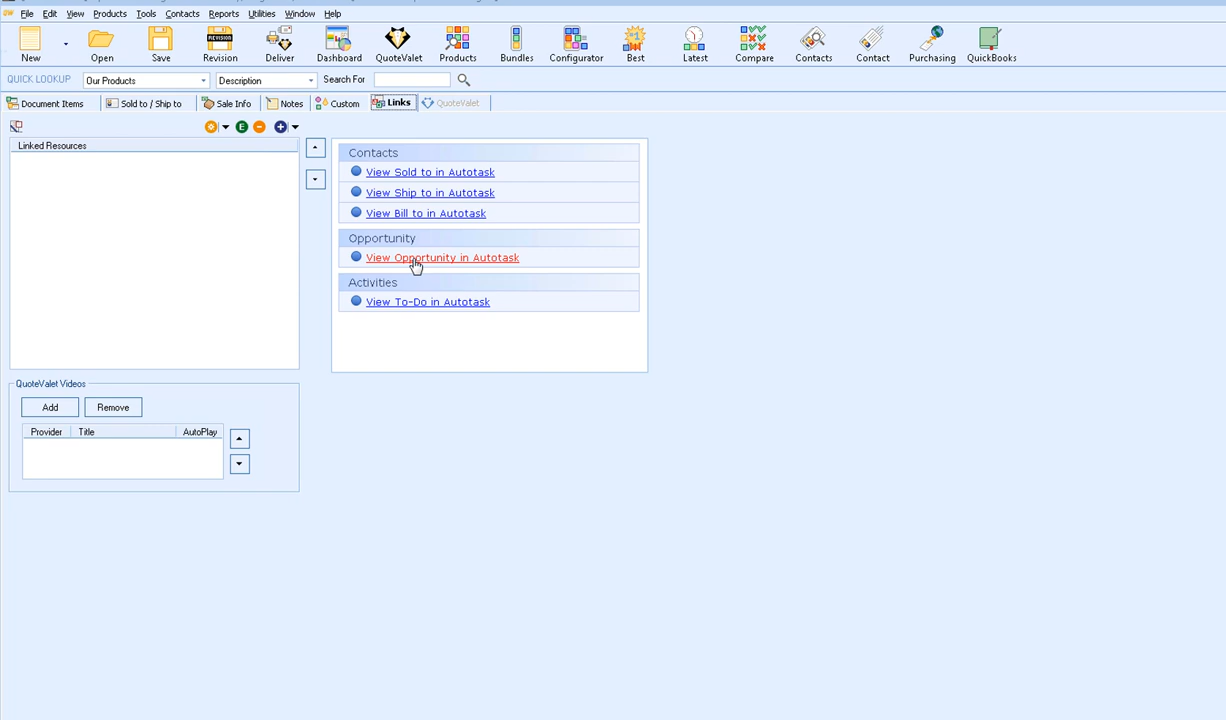 File Edit View Products Tools Contacts Reports Utilities Window Help
New Open Save REVISION Revision Deliver Dashboard QuoteValet Products Bundles Configurator #1 Best Latest Compare Contacts Contact Purchasing QuickBooks
QUICK LOOKUP Our Products Description Search For
Document Items Sold to / Ship to Sale Info Notes Custom Links QuoteValet
E
Linked Resources
Contacts
View Sold to in Autotask
View Ship to in Autotask
View Bill to in Autotask
Opportunity
View Opportunity in Autotask
Activities
View To-Do in Autotask
QuoteValet Videos
Add Remove
Provider Title AutoPlay